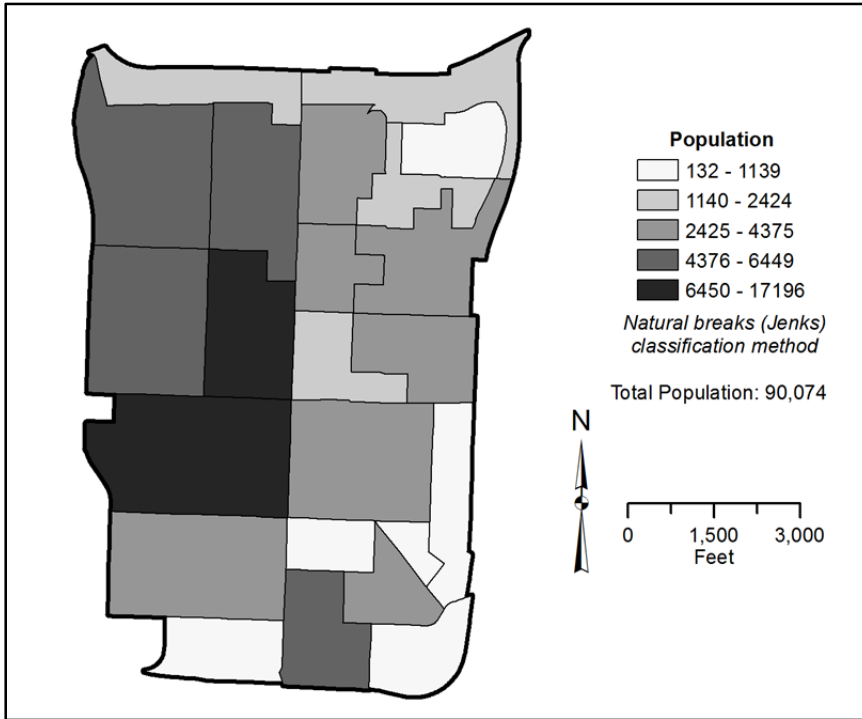 Population
132 - 1139
1140 - 2424
2425 - 4375
4376 - 6449
6450 - 17196
Natural breaks (Jenks)
classification method
Total Population: 90,074
N
0 1,500 3,000
Feet